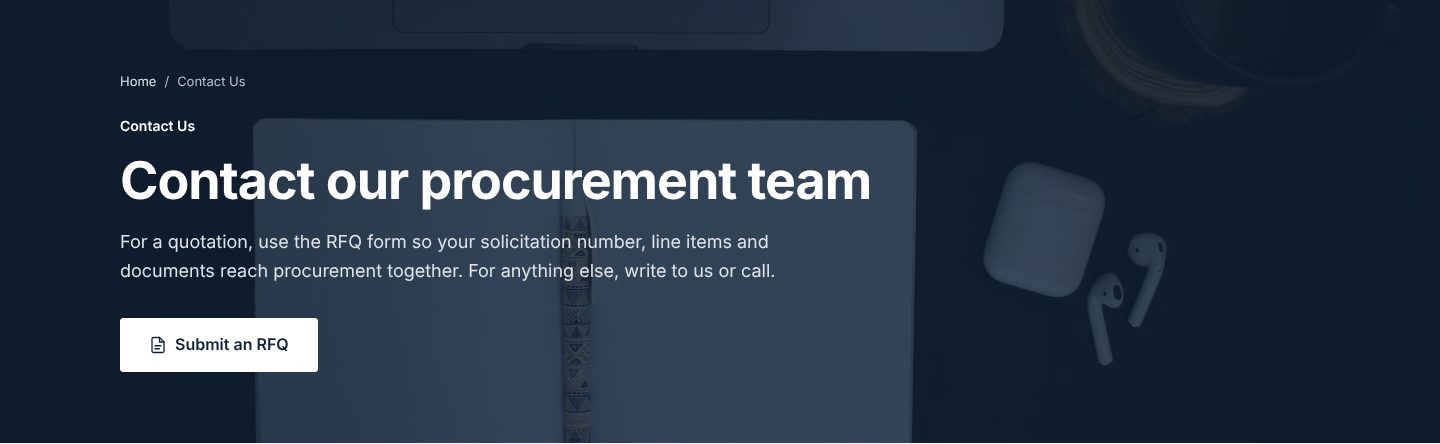 Home / Contact Us
Contact Us
Contact our procurement team
For a quotation, use the RFQ form so your solicitation number, line items and
documents reach procurement together. For anything else, write to us or call.
Submit an RFQ